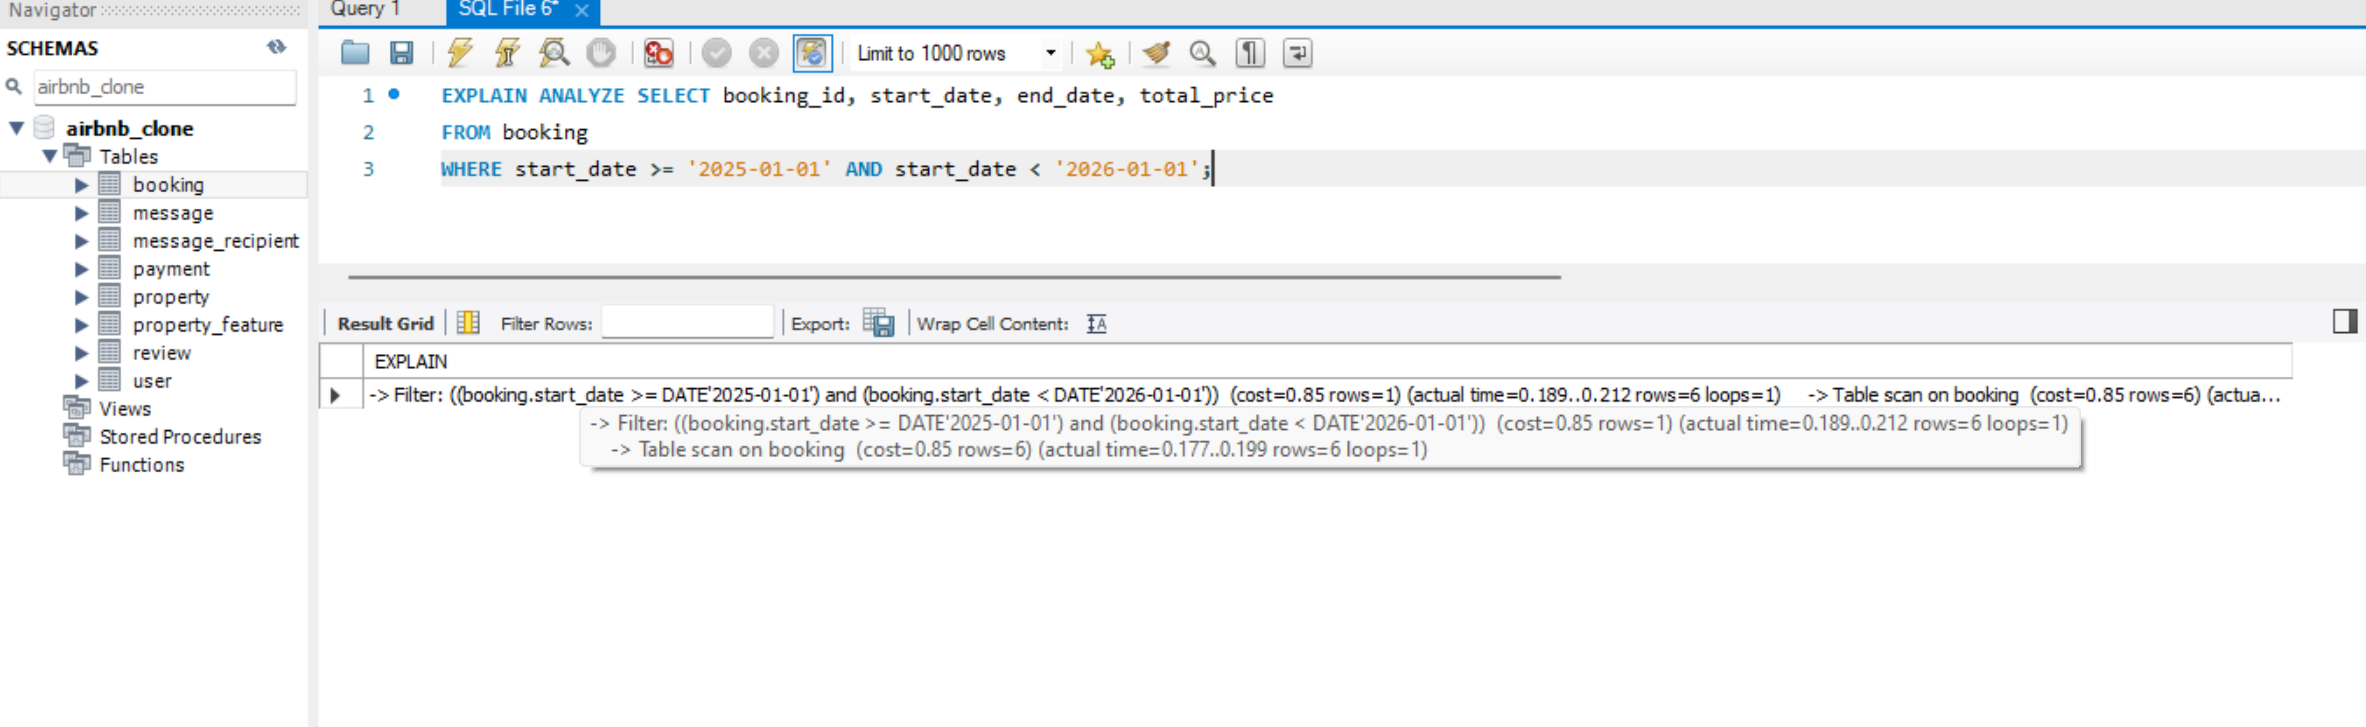 Navigator
Query 1
SQL File 6*
SCHEMAS
Limit to 1000 rows
airbnb_clone
airbnb_clone
Tables
booking
message
message_recipient
payment
property
property_feature
review
user
Views
Stored Procedures
Functions
1
EXPLAIN ANALYZE SELECT booking_id, start_date, end_date, total_price
2
FROM booking
3
WHERE start_date >= '2025-01-01' AND start_date < '2026-01-01';
Result Grid
Filter Rows:
Export:
Wrap Cell Content:
EXPLAIN
-> Filter: ((booking.start_date >= DATE'2025-01-01') and (booking.start_date < DATE'2026-01-01')) (cost=0.85 rows=1) (actual time=0.189..0.212 rows=6 loops=1) -> Table scan on booking (cost=0.85 rows=6) (actua...
-> Filter: ((booking.start_date >= DATE'2025-01-01') and (booking.start_date < DATE'2026-01-01')) (cost=0.85 rows=1) (actual time=0.189..0.212 rows=6 loops=1)
-> Table scan on booking (cost=0.85 rows=6) (actual time=0.177..0.199 rows=6 loops=1)